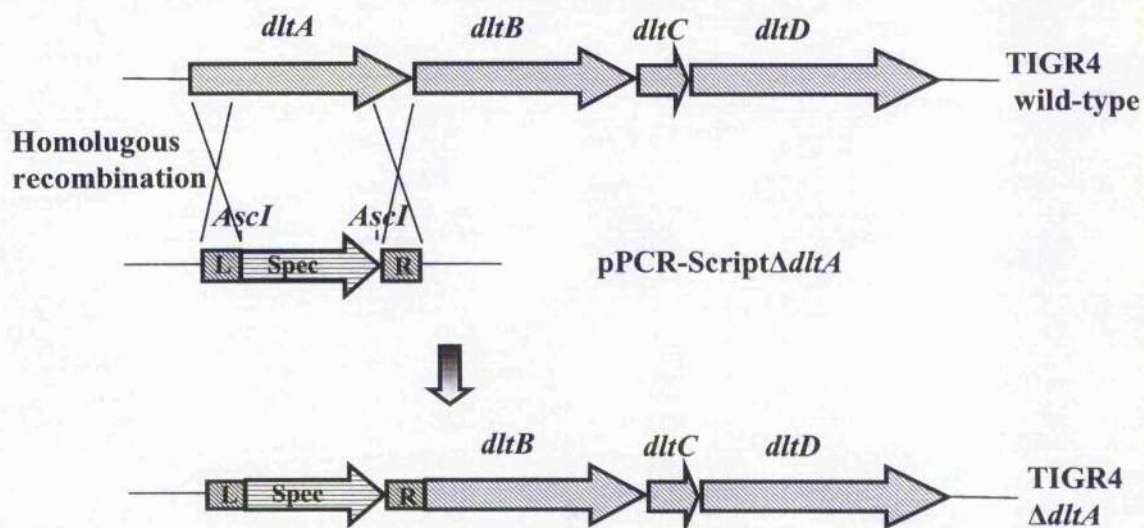 dltA dltB dltC dltD
TIGR4
wild-type
Homolugous
recombination
AscI AscI
L Spec R
pPCR-ScriptΔdltA
dltB dltC dltD
L Spec R
TIGR4
ΔdltA